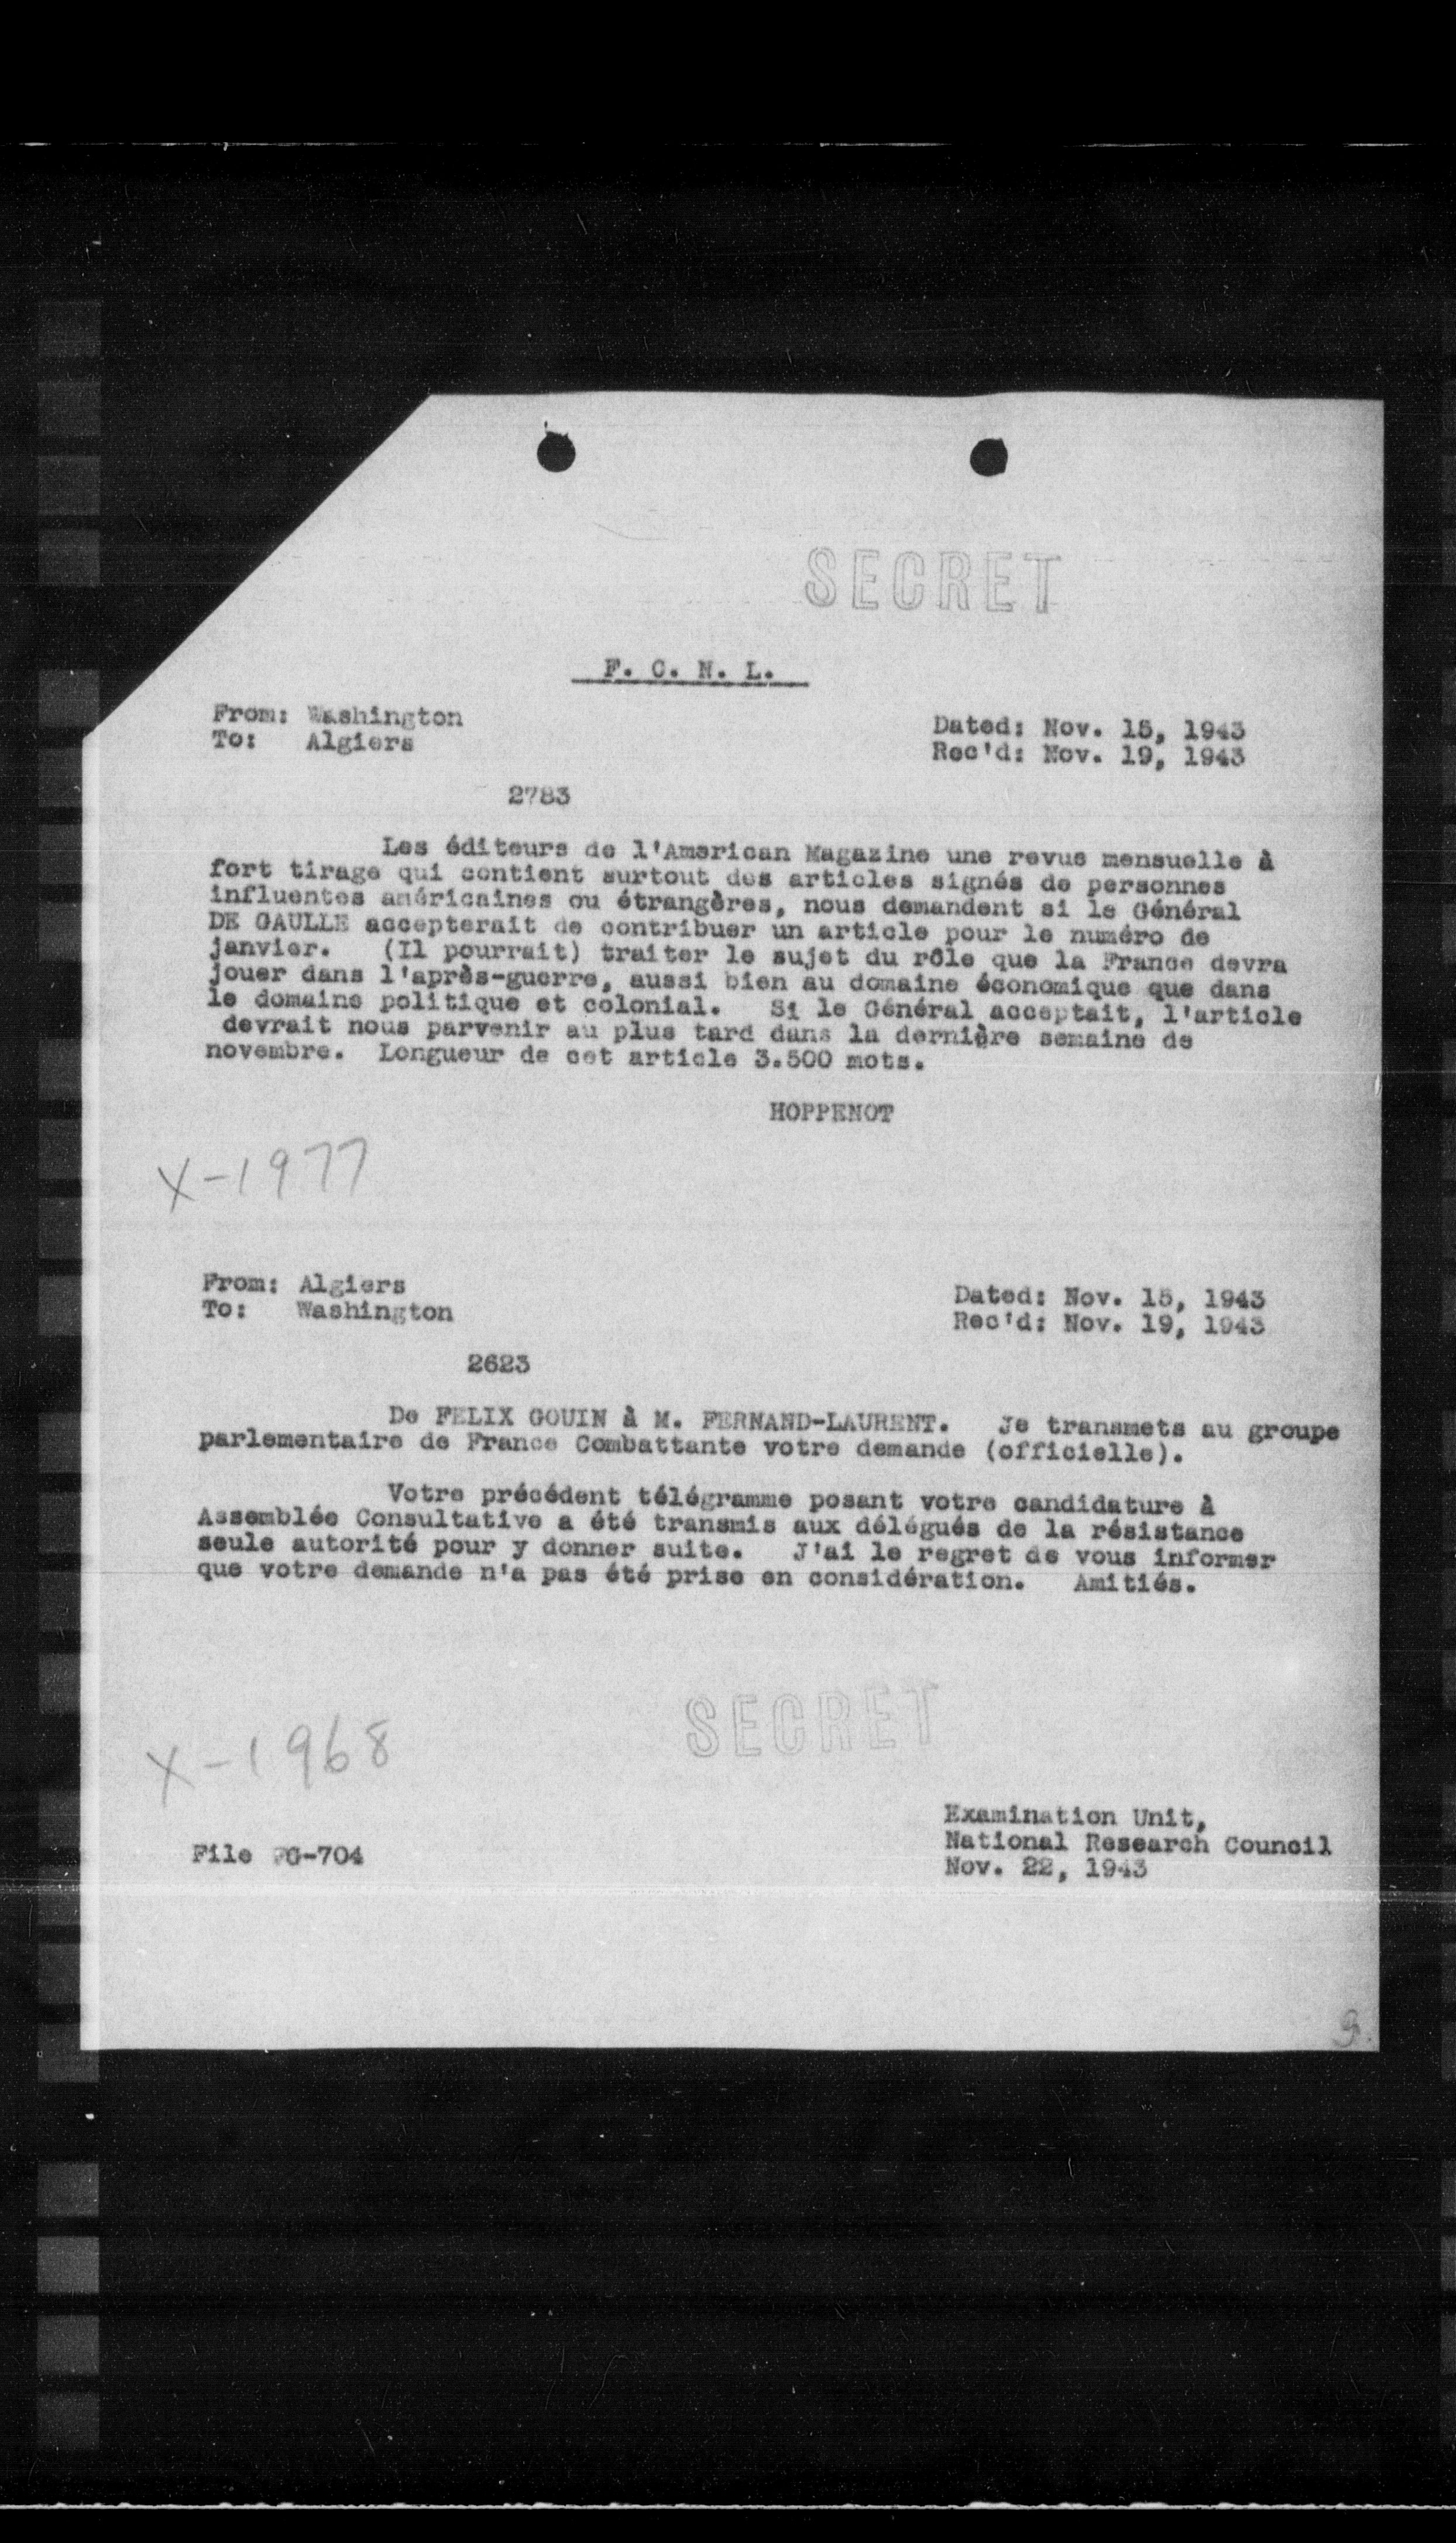 SECRET
F. C. N. L.
From: Washington
To: Algiers
Dated: Nov. 15, 1943
Rec'd: Nov. 19, 1943
2783
Les éditeurs de l'American Magazine une revue mensuelle à
fort tirage qui contient surtout des articles signés de personnes
influentes américaines ou étrangères, nous demandent si le Général
DE GAULLE accepterait de contribuer un article pour le numéro de
janvier. (Il pourrait) traiter le sujet du rôle que la France devra
jouer dans l'après-guerre, aussi bien au domaine économique que dans
le domaine politique et colonial. Si le Général acceptait, l'article
devrait nous parvenir au plus tard dans la dernière semaine de
novembre. Longueur de cet article 3.500 mots.
HOPPENOT
X-1977
From: Algiers
To: Washington
Dated: Nov. 15, 1943
Rec'd: Nov. 19, 1943
2623
De FELIX GOUIN à M. FERNAND-LAURENT. Je transmets au groupe
parlementaire de France Combattante votre demande (officielle).
Votre précédent télégramme posant votre candidature à
Assemblée Consultative a été transmis aux délégués de la résistance
seule autorité pour y donner suite. J'ai le regret de vous informer
que votre demande n'a pas été prise en considération. Amitiés.
SECRET
X-1968
Examination Unit,
National Research Council
Nov. 22, 1943
File FG-704